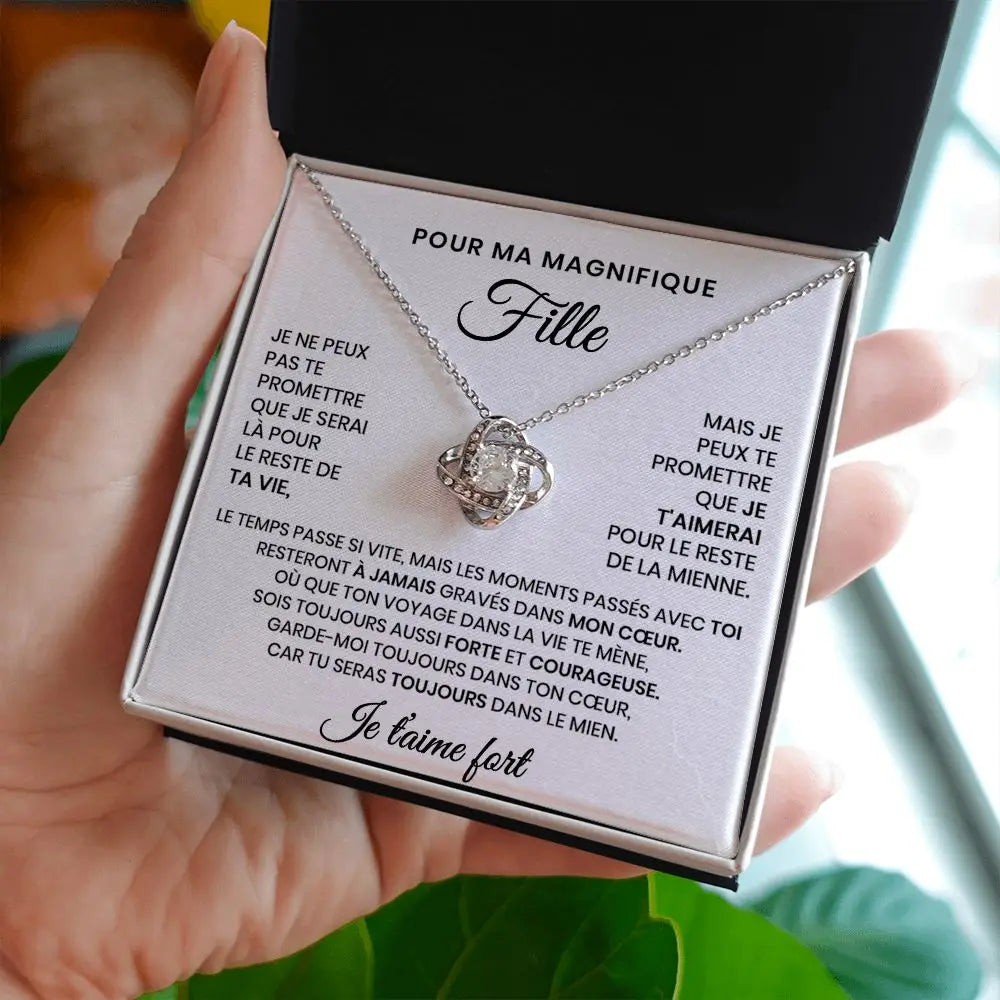 POUR MA MAGNIFIQUE
Fille
JE NE PEUX
PAS TE
PROMETTRE
QUE JE SERAI
LÀ POUR
LE RESTE DE
TA VIE,
MAIS JE
PEUX TE
PROMETTRE
QUE JE
T'AIMERAI
POUR LE RESTE
DE LA MIENNE.
LE TEMPS PASSE SI VITE, MAIS LES MOMENTS PASSÉS AVEC TOI
RESTERONT À JAMAIS GRAVÉS DANS MON CŒUR.
OÙ QUE TON VOYAGE DANS LA VIE TE MÈNE,
SOIS TOUJOURS AUSSI FORTE ET COURAGEUSE.
GARDE-MOI TOUJOURS DANS TON CŒUR,
CAR TU SERAS TOUJOURS DANS LE MIEN.
Je t'aime fort